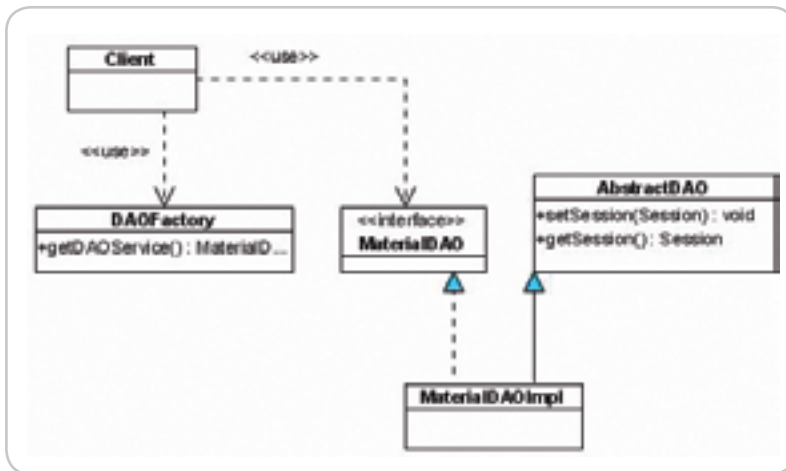 Client
<<use>>
<<use>>
DAOFactory
+getDAOService() : MaterialD...
<<interface>>
MaterialDAO
AbstractDAO
+setSession(Session) : void
+getSession() : Session
MaterialDAOImpl